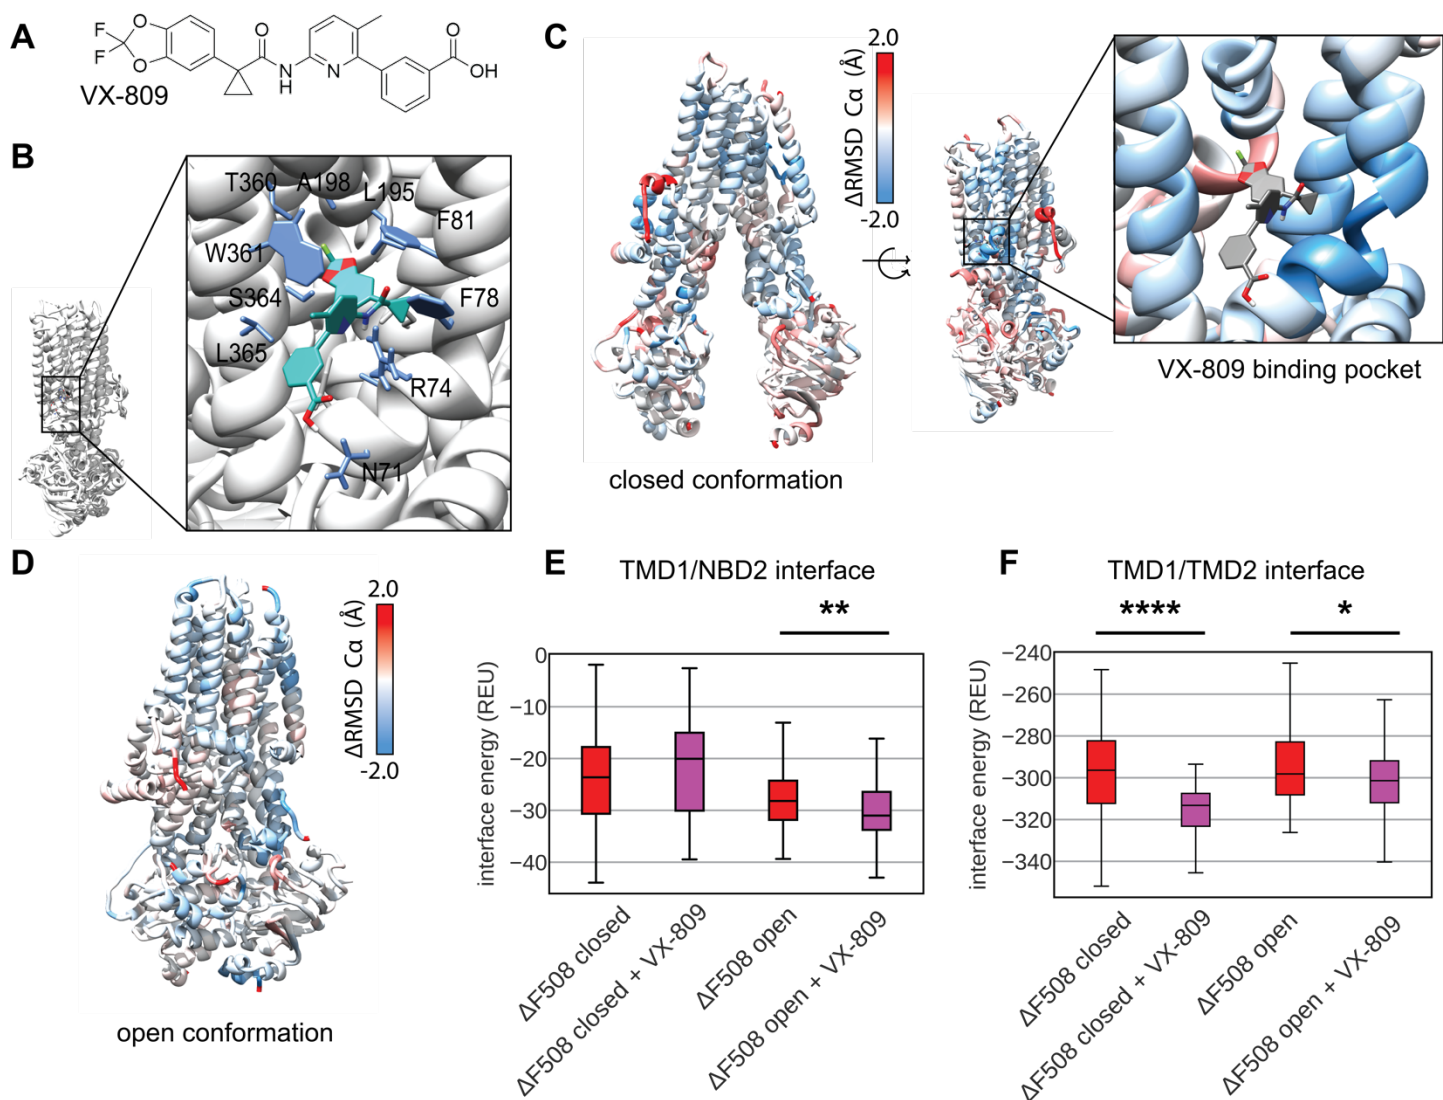 A
F
F
O
O
O
N
H
N
O
OH
VX-809
B
T360 A198 L195
F81
W361
S364
F78
L365
R74
N71
C
2.0
ΔRMSD Cα (Å)
-2.0
closed conformation
VX-809 binding pocket
D
2.0
ΔRMSD Cα (Å)
-2.0
open conformation
E
TMD1/NBD2 interface
**
interface energy (REU)
0
−10
−20
−30
−40
ΔF508 closed
ΔF508 closed + VX-809
ΔF508 open
ΔF508 open + VX-809
F
TMD1/TMD2 interface
****
*
interface energy (REU)
−240
−260
−280
−300
−320
−340
ΔF508 closed
ΔF508 closed + VX-809
ΔF508 open
ΔF508 open + VX-809